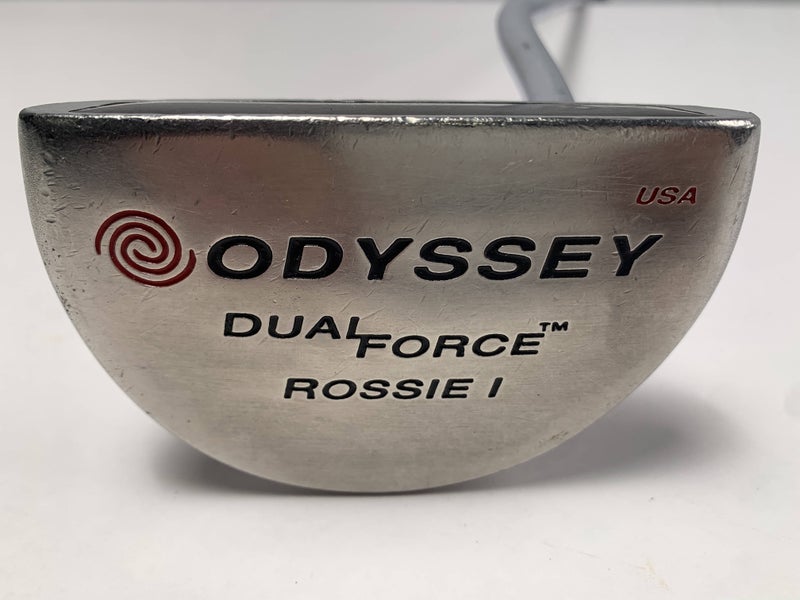 USA
ODYSSEY
DUAL FORCE™
ROSSIE I